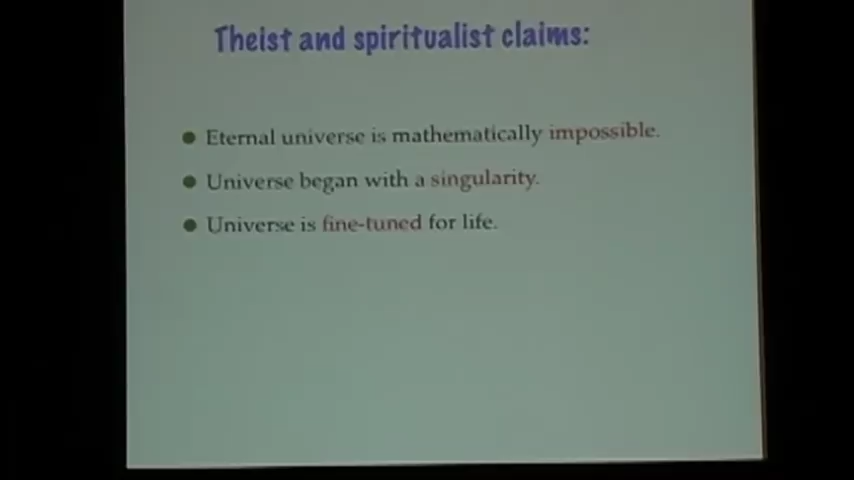 Theist and spiritualist claims:
Eternal universe is mathematically impossible.
Universe began with a singularity.
Universe is fine-tuned for life.